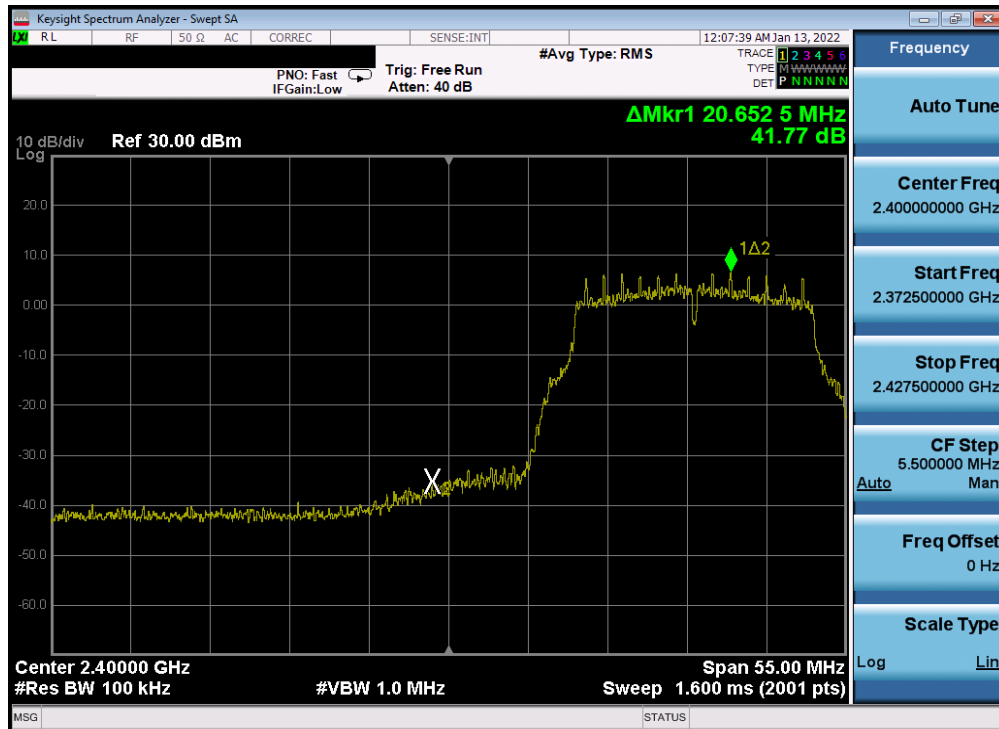 Keysight Spectrum Analyzer - Swept SA
LXI RL RF 50 Ω AC CORREC SENSE:INT 12:07:39 AM Jan 13, 2022
#Avg Type: RMS TRACE 1 2 3 4 5 6
PNO: Fast Trig: Free Run TYPE M WWWWW
IFGain:Low Atten: 40 dB DET P N N N N N
ΔMkr1 20.652 5 MHz
10 dB/div Ref 30.00 dBm 41.77 dB
Log
20.0
10.0
1Δ2
0.00
-10.0
-20.0
-30.0
X
-40.0
-50.0
-60.0
Center 2.40000 GHz Span 55.00 MHz
#Res BW 100 kHz #VBW 1.0 MHz Sweep 1.600 ms (2001 pts)
MSG STATUS
Frequency
Auto Tune
Center Freq
2.400000000 GHz
Start Freq
2.372500000 GHz
Stop Freq
2.427500000 GHz
CF Step
5.500000 MHz
Auto Man
Freq Offset
0 Hz
Scale Type
Log Lin